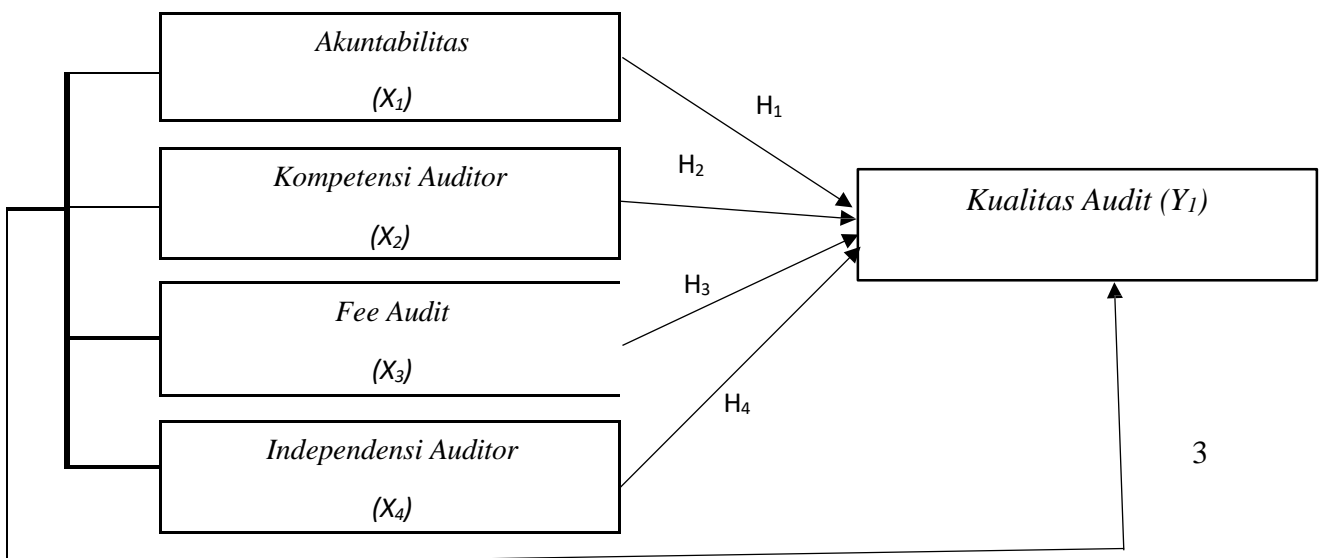 Akuntabilitas
(X1)
H1
Kompetensi Auditor
(X2)
H2
Kualitas Audit (Y1)
Fee Audit
(X3)
H3
Independensi Auditor
(X4)
H4
3